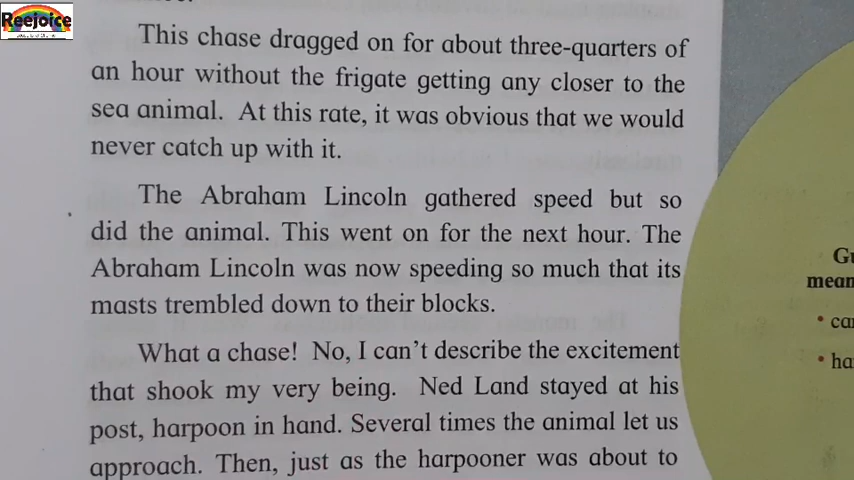 Reejoice
This chase dragged on for about three-quarters of
an hour without the frigate getting any closer to the
sea animal. At this rate, it was obvious that we would
never catch up with it.
The Abraham Lincoln gathered speed but so
did the animal. This went on for the next hour. The
Abraham Lincoln was now speeding so much that its
masts trembled down to their blocks.
What a chase! No, I can't describe the excitement
that shook my very being. Ned Land stayed at his
post, harpoon in hand. Several times the animal let us
approach. Then, just as the harpooner was about to
Gu
mean
• car
• ha